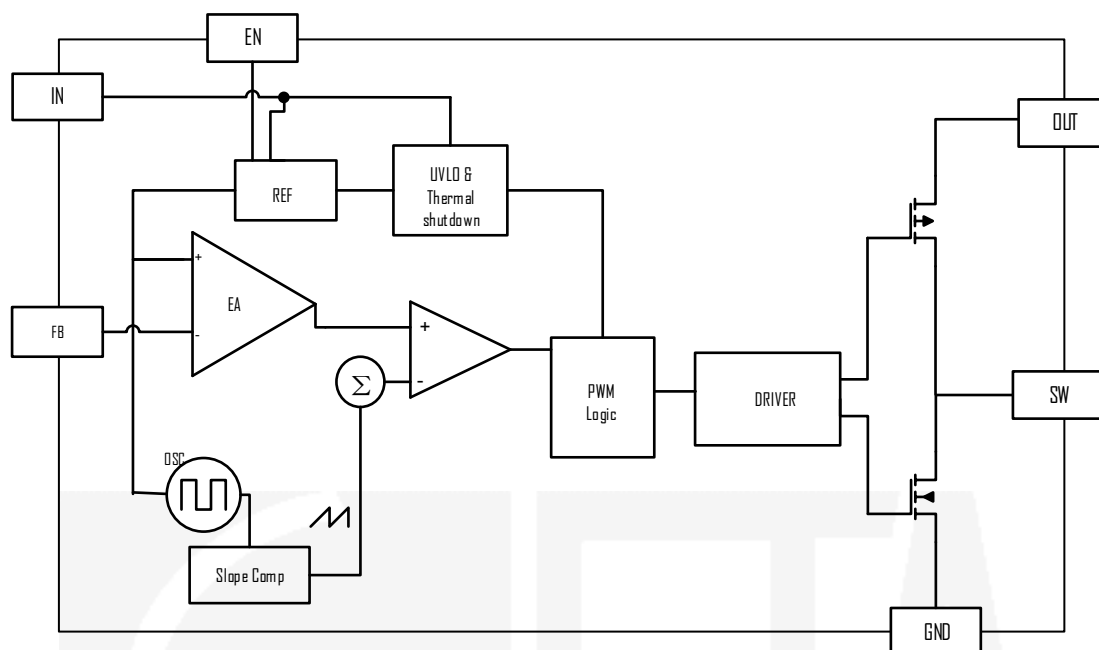 EN
IN
OUT
REF
UVLO &
Thermal
shutdown
+
EA
-
FB
+
-
Σ
PWM
Logic
DRIVER
SW
OSC
Slope Comp
GND